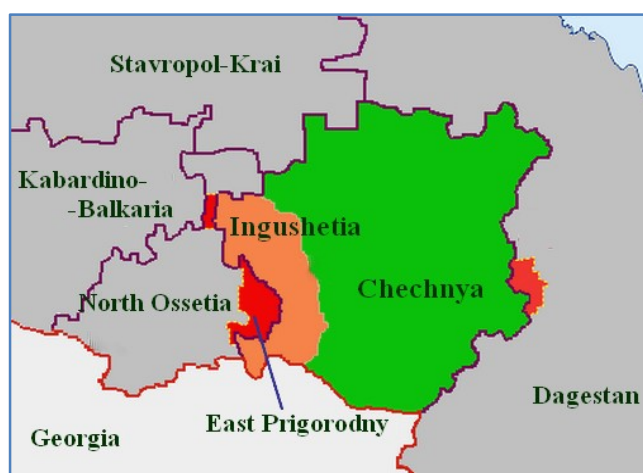 Stavropol-Krai
Kabardino-
-Balkaria
Ingushetia
North Ossetia
Chechnya
East Prigorodny
Dagestan
Georgia